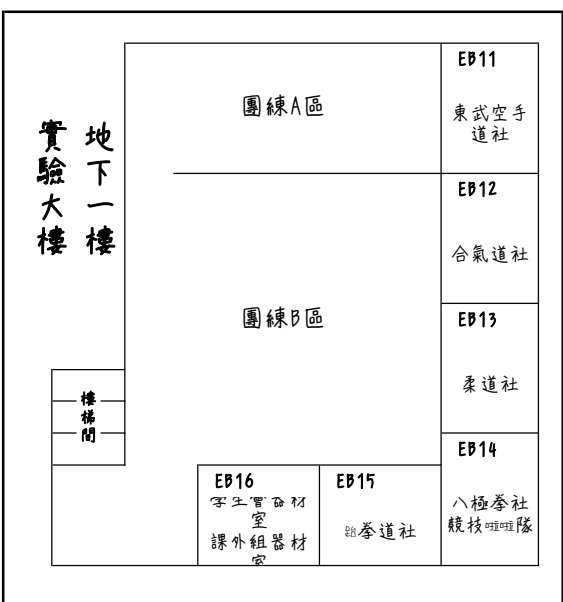 實驗大樓
地下一樓
團練A區
EB11
東武空手
道社
EB12
合氣道社
團練B區
EB13
柔道社
樓梯間
EB14
八極拳社
競技啦啦隊
EB15
跆拳道社
EB16
學生會器材
室
課外組器材
室